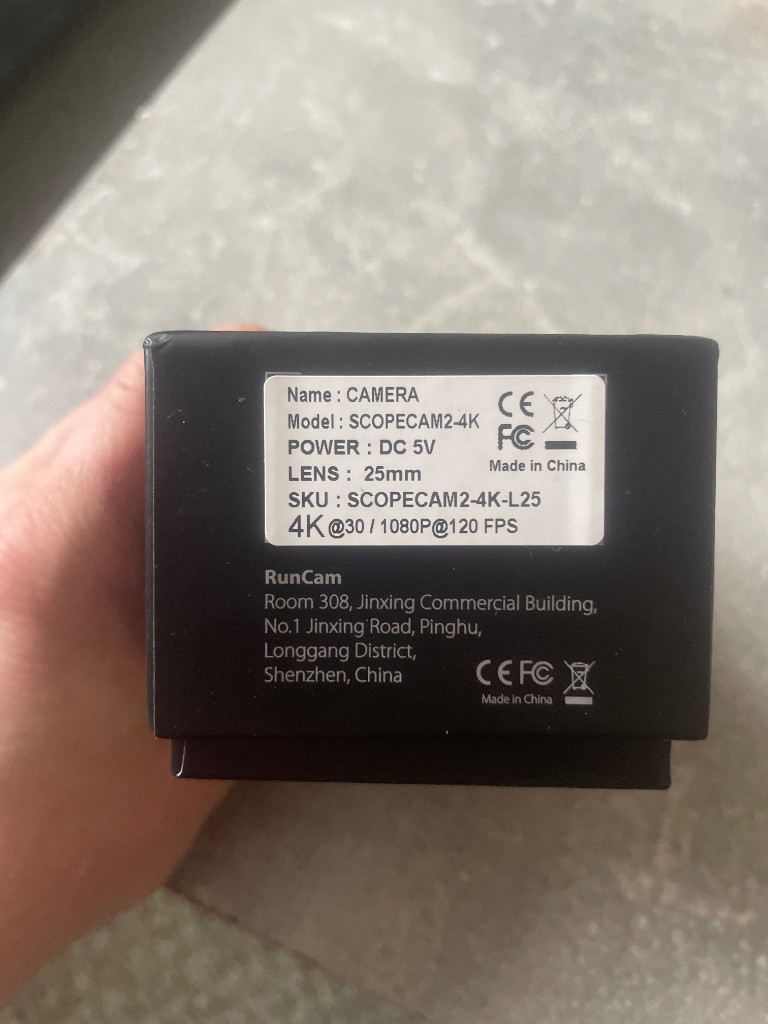 Name : CAMERA
Model : SCOPECAM2-4K
POWER : DC 5V
LENS : 25mm
SKU : SCOPECAM2-4K-L25
4K @30 / 1080P@120 FPS
CE
FC
Made in China
RunCam
Room 308, Jinxing Commercial Building,
No.1 Jinxing Road, Pinghu,
Longgang District,
Shenzhen, China
CE FC
Made in China